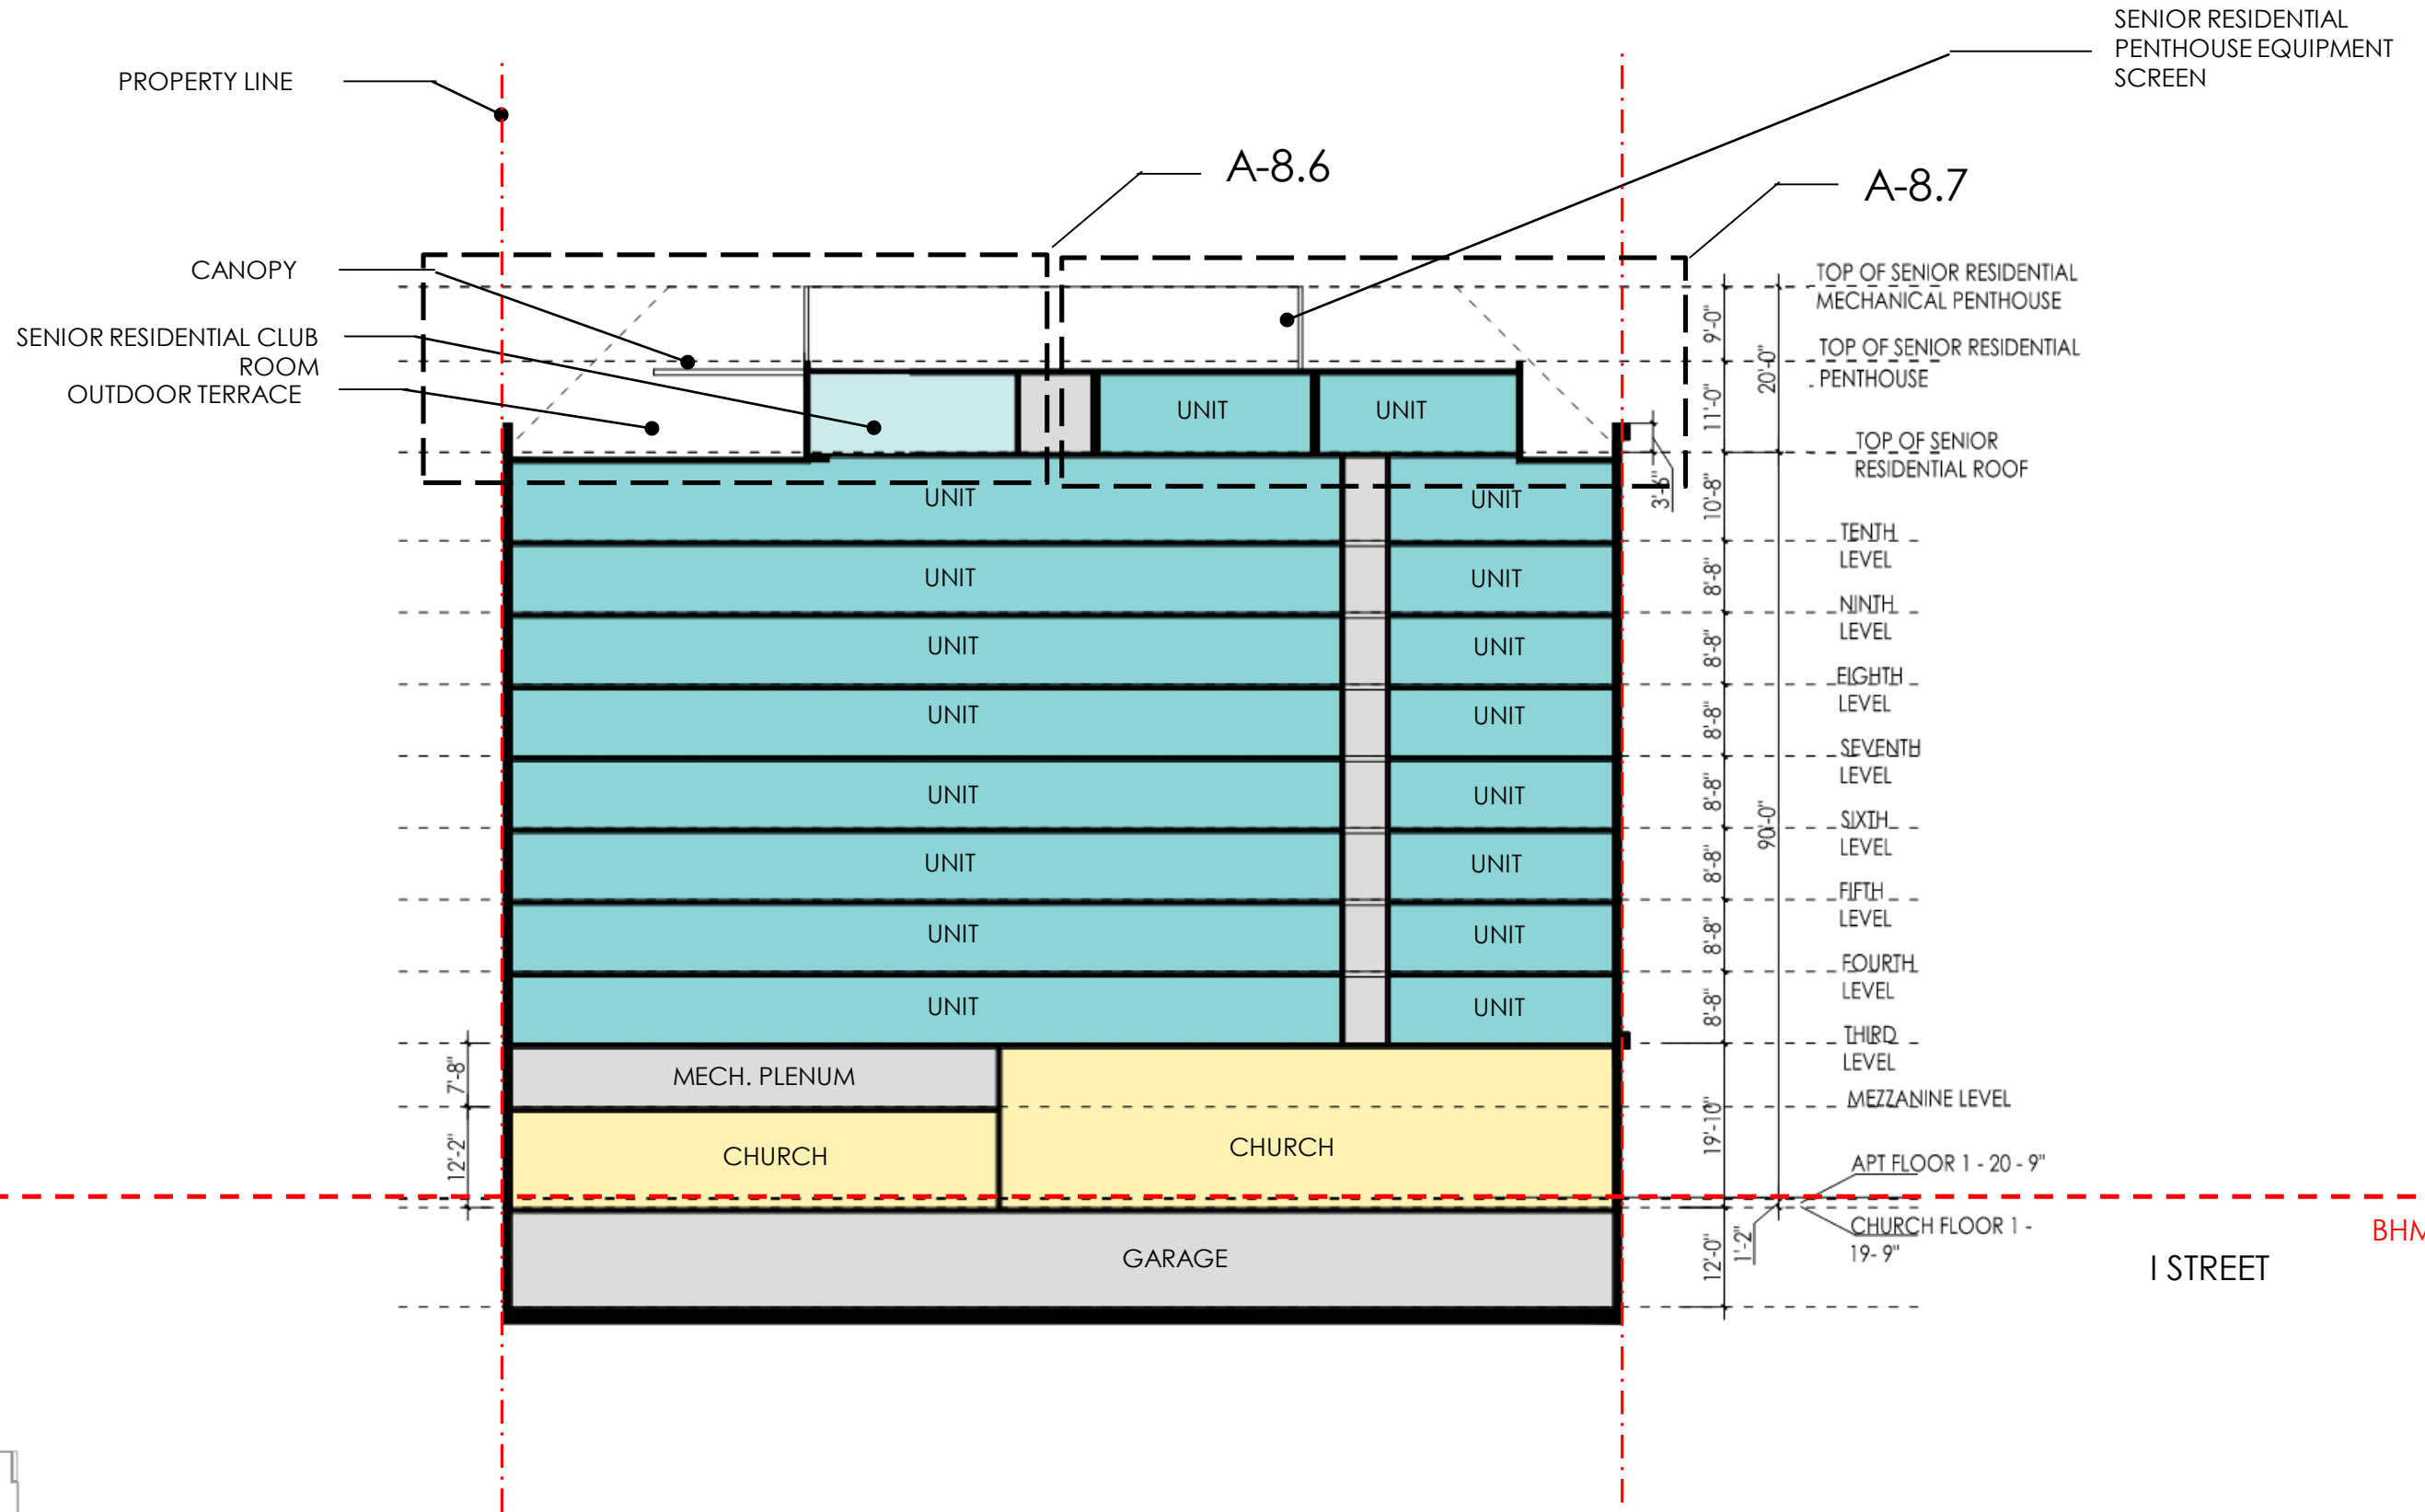 SENIOR RESIDENTIAL
PENTHOUSE EQUIPMENT
SCREEN
PROPERTY LINE
A-8.6
A-8.7
CANOPY
SENIOR RESIDENTIAL CLUB
ROOM
OUTDOOR TERRACE
TOP OF SENIOR RESIDENTIAL
MECHANICAL PENTHOUSE
9'-0"
TOP OF SENIOR RESIDENTIAL
PENTHOUSE
20'-0"
11'-0"
UNIT
UNIT
TOP OF SENIOR
RESIDENTIAL ROOF
3'-6"
10'-8"
UNIT
UNIT
TENTH
LEVEL
8'-8"
UNIT
UNIT
NINTH
LEVEL
8'-8"
UNIT
UNIT
EIGHTH
LEVEL
8'-8"
UNIT
UNIT
SEVENTH
LEVEL
8'-8"
UNIT
UNIT
90'-0"
SIXTH
LEVEL
8'-8"
UNIT
UNIT
FIFTH
LEVEL
8'-8"
UNIT
UNIT
FOURTH
LEVEL
8'-8"
UNIT
UNIT
THIRD
LEVEL
7'-8"
MECH. PLENUM
MEZZANINE LEVEL
19'-10"
12'-2"
CHURCH
CHURCH
APT FLOOR 1 - 20 - 9"
CHURCH FLOOR 1 -
19- 9"
1'-2"
12'-0"
GARAGE
BHM
I STREET